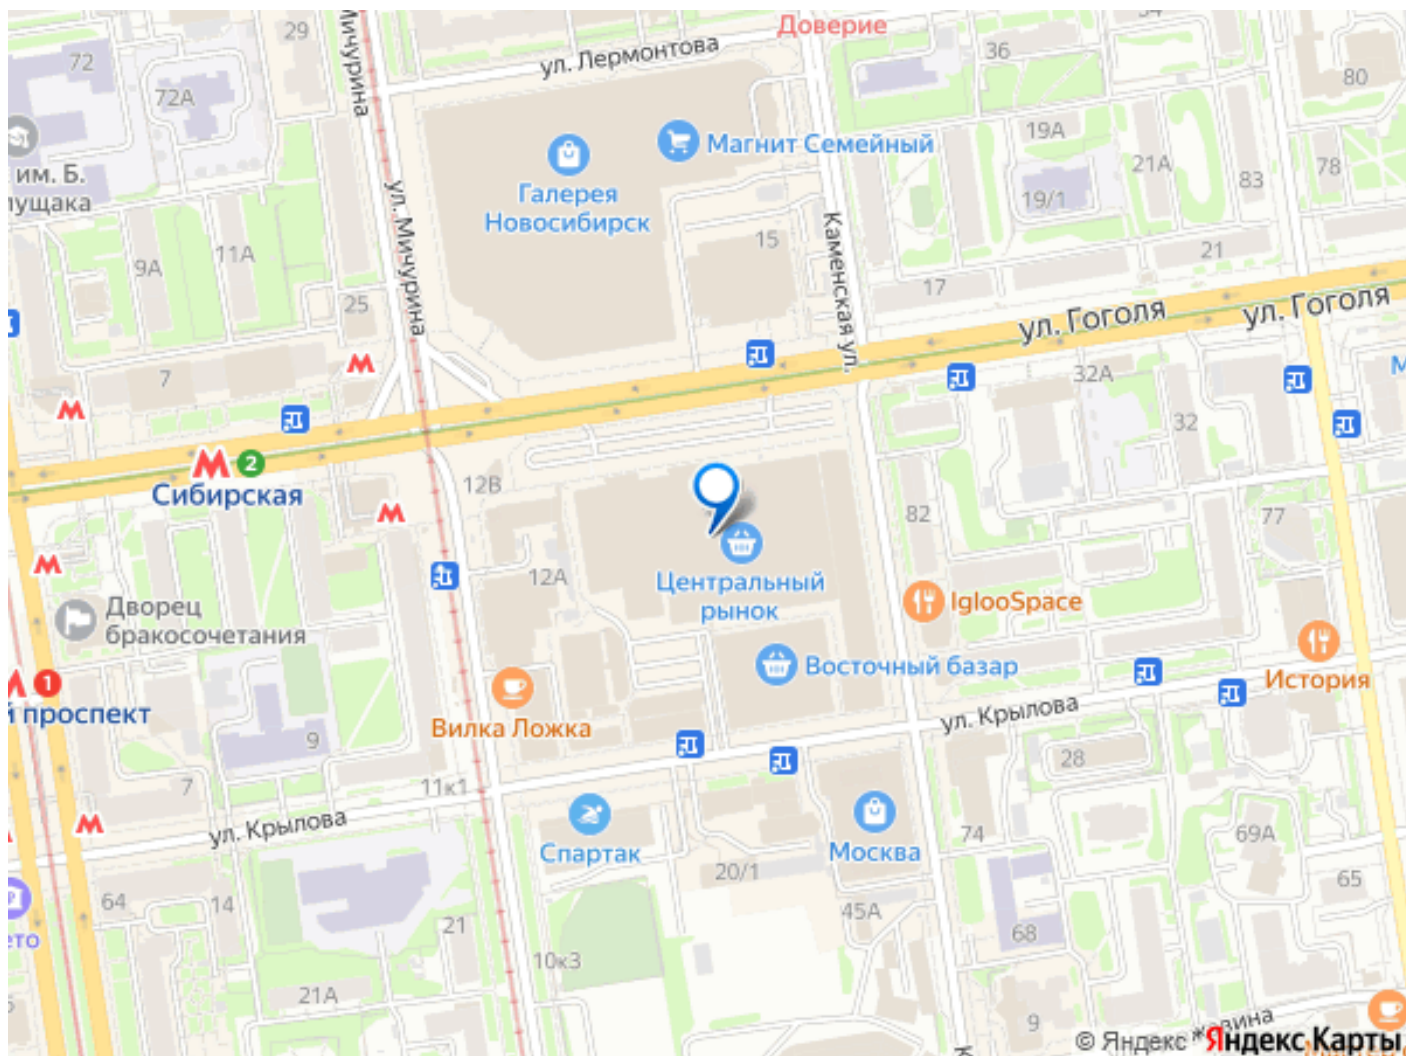 Доверие
29
Мичурина
ул. Лермонтова
36
72
80
72А
Магнит Семейный
19А
21А
им. Б.
Галерея
Новосибирск
83
78
19/1
ул. Мичурина
Каменская ул.
15
11А
9А
21
17
25
ул. Гоголя
ул. Гоголя
7
32А
М
32
2
Сибирская
12В
82
77
12А
Центральный
рынок
IglooSpace
Дворец
бракосочетания
Восточный базар
История
1
й проспект
Вилка Ложка
ул. Крылова
9
28
7
11к1
ул. Крылова
74
69А
Спартак
Москва
20/1
65
64
14
45А
21
68
10к3
21А
9
© Яндекс
Яндекс Карты